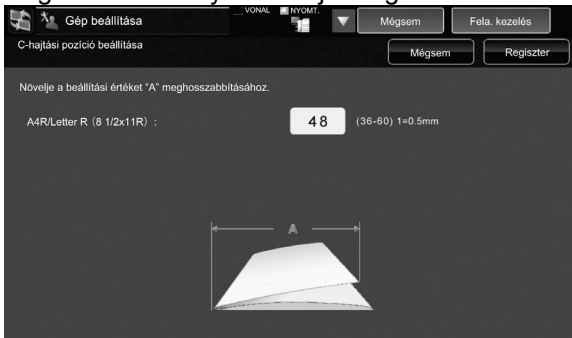 VONAL NYOMT.
Gép beállítása
Mégsem
Fela. kezelés
C-hajtási pozíció beállítása
Mégsem
Regiszter
Növelje a beállítási értéket “A” meghosszabbításához.
A4R/Letter R (8 1/2x11R) :
48
(36-60) 1=0.5mm
A